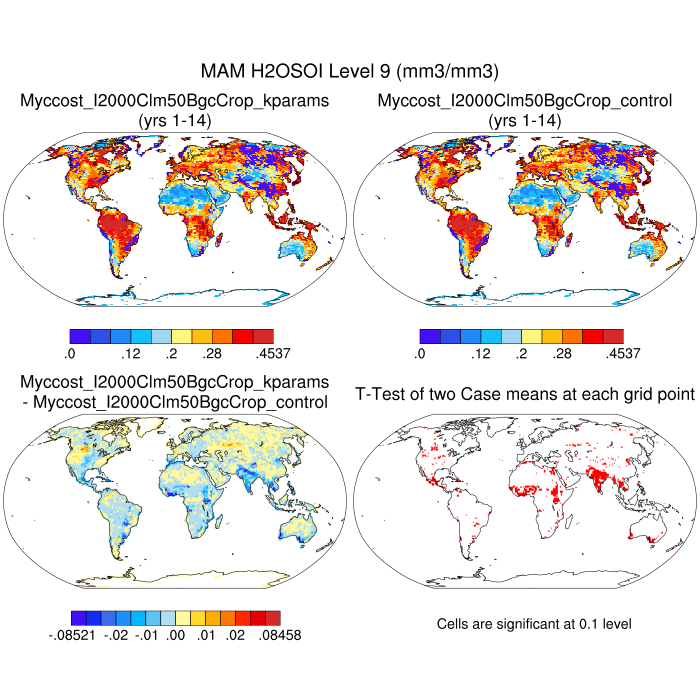 MAM H2OSOI Level 9 (mm3/mm3)
Myccost_I2000Clm50BgcCrop_kparams
(yrs 1-14)
Myccost_I2000Clm50BgcCrop_control
(yrs 1-14)
.0 .12 .2 .28 .4537
.0 .12 .2 .28 .4537
Myccost_I2000Clm50BgcCrop_kparams
- Myccost_I2000Clm50BgcCrop_control
T-Test of two Case means at each grid point
-.08521 -.02 -.01 .00 .01 .02 .08458
Cells are significant at 0.1 level